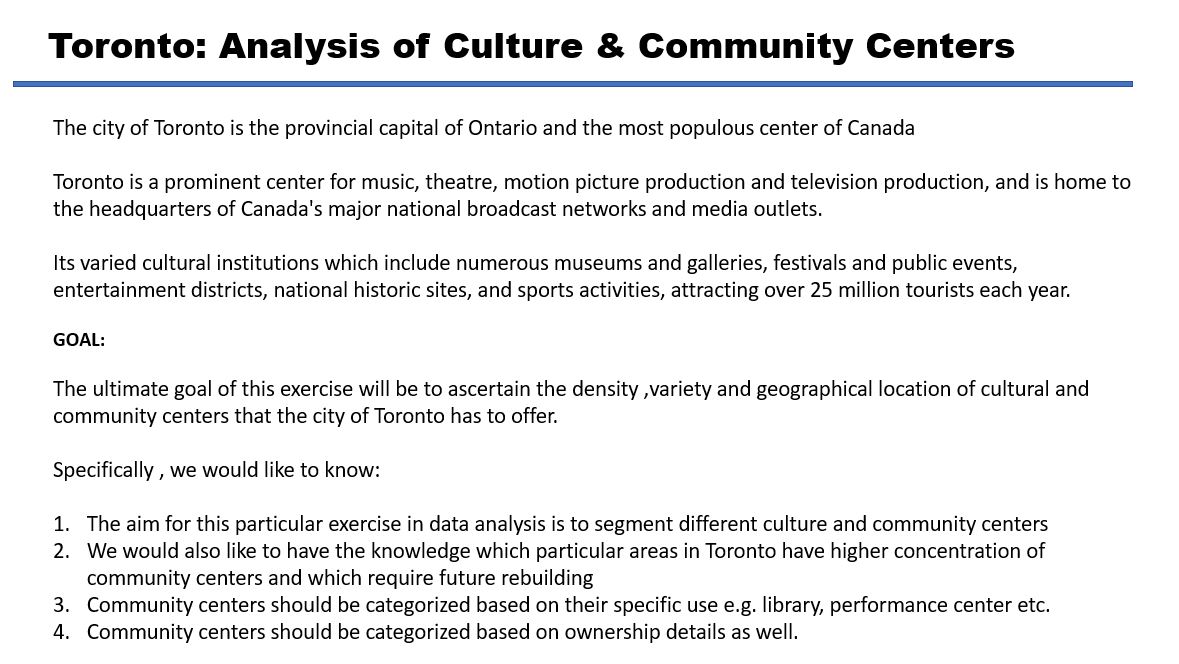 Toronto: Analysis of Culture & Community Centers
The city of Toronto is the provincial capital of Ontario and the most populous center of Canada
Toronto is a prominent center for music, theatre, motion picture production and television production, and is home to
the headquarters of Canada's major national broadcast networks and media outlets.
Its varied cultural institutions which include numerous museums and galleries, festivals and public events,
entertainment districts, national historic sites, and sports activities, attracting over 25 million tourists each year.
GOAL:
The ultimate goal of this exercise will be to ascertain the density ,variety and geographical location of cultural and
community centers that the city of Toronto has to offer.
Specifically , we would like to know:
1. The aim for this particular exercise in data analysis is to segment different culture and community centers
2. We would also like to have the knowledge which particular areas in Toronto have higher concentration of
community centers and which require future rebuilding
3. Community centers should be categorized based on their specific use e.g. library, performance center etc.
4. Community centers should be categorized based on ownership details as well.